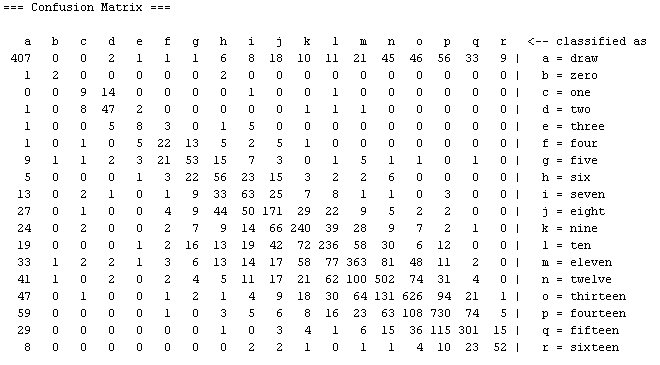 === Confusion Matrix ===
a b c d e f g h i j k l m n o p q r <-- classified as
407 0 0 2 1 1 1 6 8 18 10 11 21 45 46 56 33 9 | a = draw
1 2 0 0 0 0 0 2 0 0 0 0 0 0 0 0 0 0 | b = zero
0 0 9 14 0 0 0 0 1 0 0 1 0 0 0 0 0 0 | c = one
1 0 8 47 2 0 0 0 0 0 1 1 1 0 0 0 0 0 | d = two
1 0 0 5 8 3 0 1 5 0 0 0 0 0 0 0 0 0 | e = three
1 0 1 0 5 22 13 5 2 5 1 0 0 0 0 0 0 0 | f = four
9 1 1 2 3 21 53 15 7 3 0 1 5 1 1 0 1 0 | g = five
5 0 0 0 1 3 22 56 23 15 3 2 2 6 0 0 0 0 | h = six
13 0 2 1 0 1 9 33 63 25 7 8 1 1 0 3 0 0 | i = seven
27 0 1 0 0 4 9 44 50 171 29 22 9 5 2 2 0 0 | j = eight
24 0 2 0 0 2 7 9 14 66 240 39 28 9 7 2 1 0 | k = nine
19 0 0 0 1 2 16 13 19 42 72 236 58 30 6 12 0 0 | l = ten
33 1 2 2 1 3 6 13 14 17 58 77 363 81 48 11 2 0 | m = eleven
41 1 0 2 0 2 4 5 11 17 21 62 100 502 74 31 4 0 | n = twelve
47 0 1 0 0 1 2 1 4 9 18 30 64 131 626 94 21 1 | o = thirteen
59 0 0 0 0 1 0 3 5 6 8 16 23 63 108 730 74 5 | p = fourteen
29 0 0 0 0 0 0 1 0 3 4 1 6 15 36 115 301 15 | q = fifteen
8 0 0 0 0 0 0 0 2 2 1 0 1 1 4 10 23 52 | r = sixteen